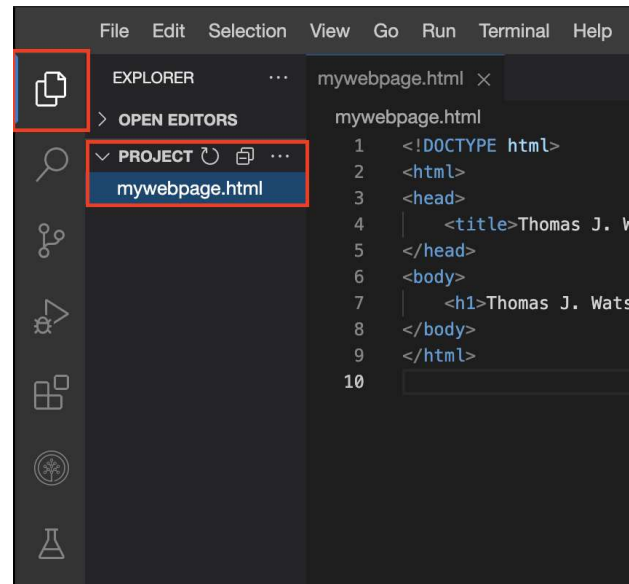 File Edit Selection View Go Run Terminal Help
EXPLORER ...
OPEN EDITORS
PROJECT ...
mywebpage.html
mywebpage.html ×
mywebpage.html
1 <!DOCTYPE html>
2 <html>
3 <head>
4 <title>Thomas J. W
5 </head>
6 <body>
7 <h1>Thomas J. Wats
8 </body>
9 </html>
10